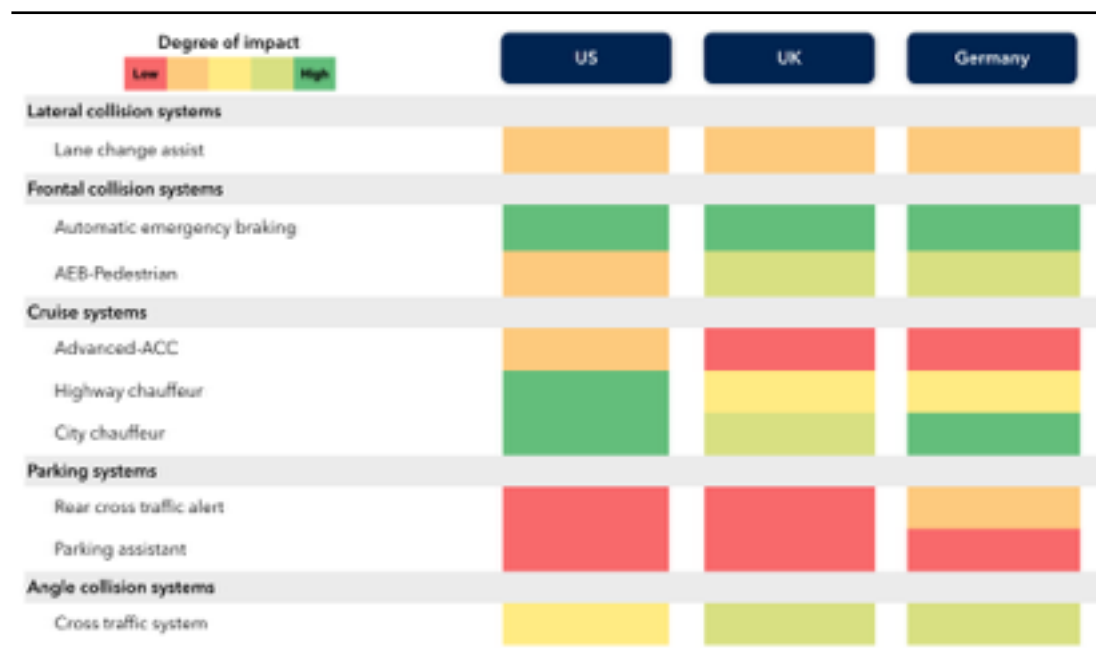 Degree of impact
Low High
US UK Germany
Lateral collision systems
Lane change assist
Frontal collision systems
Automatic emergency braking
AEB-Pedestrian
Cruise systems
Advanced-ACC
Highway chauffeur
City chauffeur
Parking systems
Rear cross traffic alert
Parking assistant
Angle collision systems
Cross traffic system